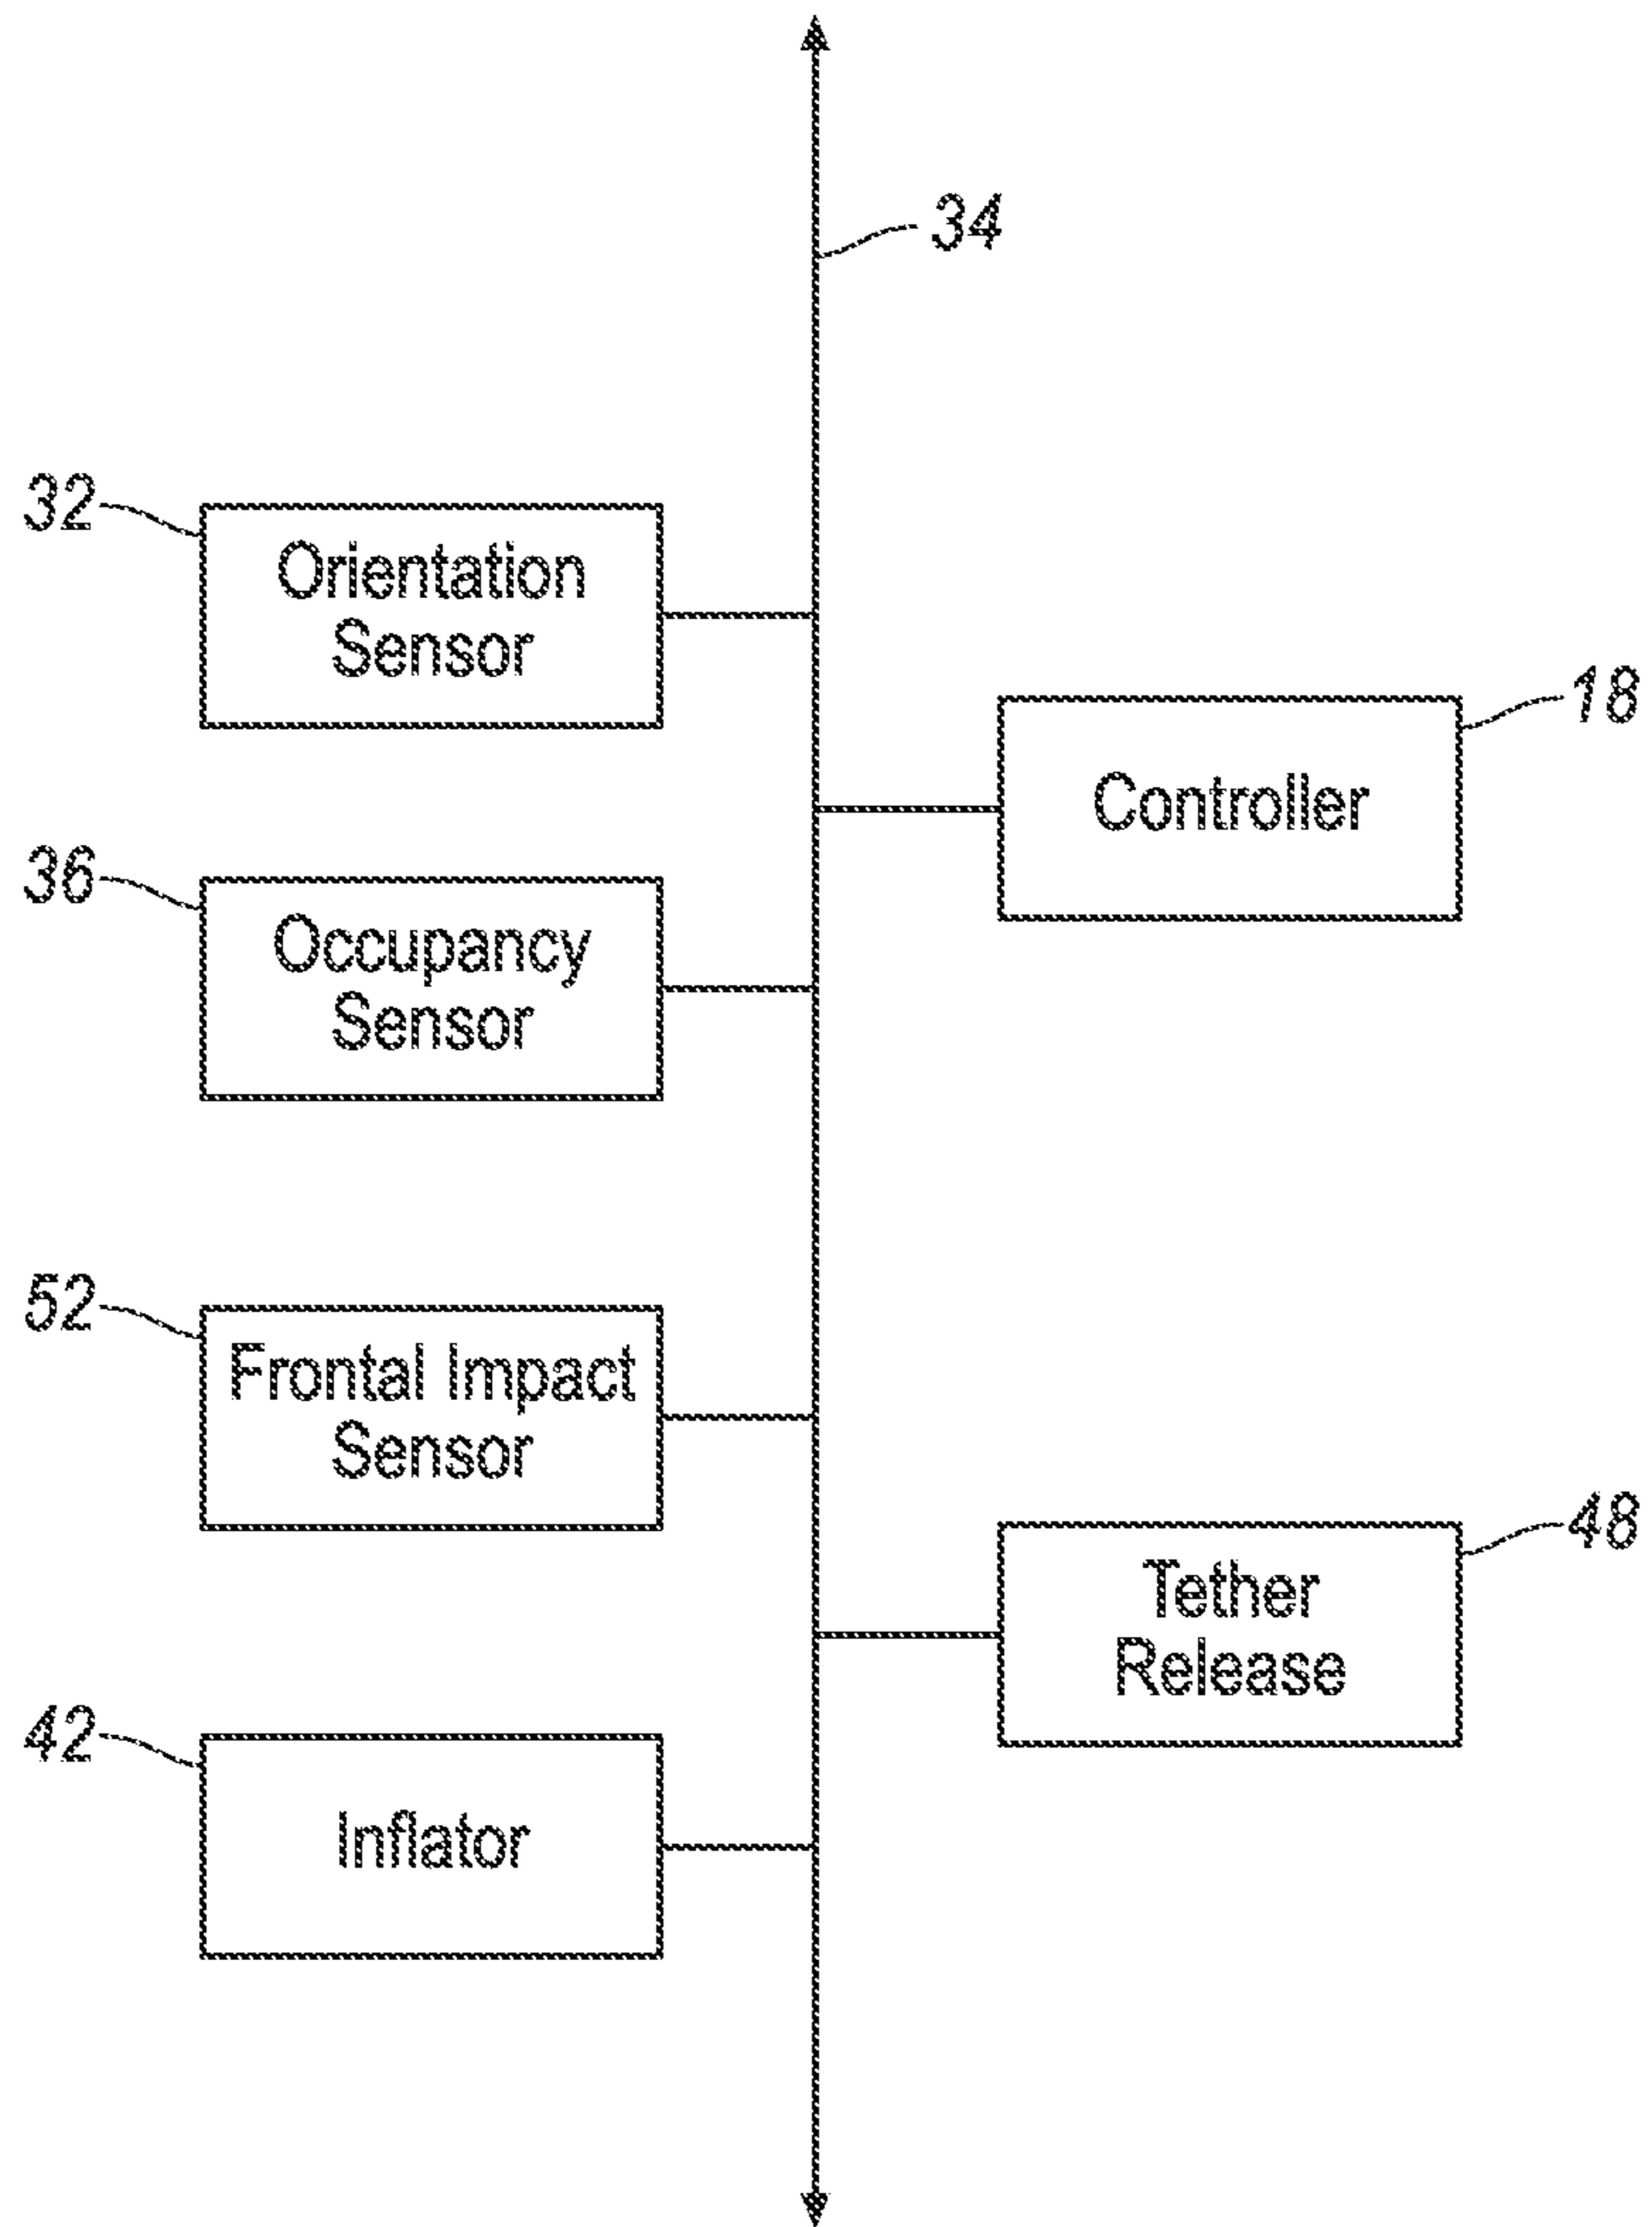 34
32
Orientation
Sensor
18
Controller
36
Occupancy
Sensor
52
Frontal Impact
Sensor
48
Tether
Release
42
Inflator